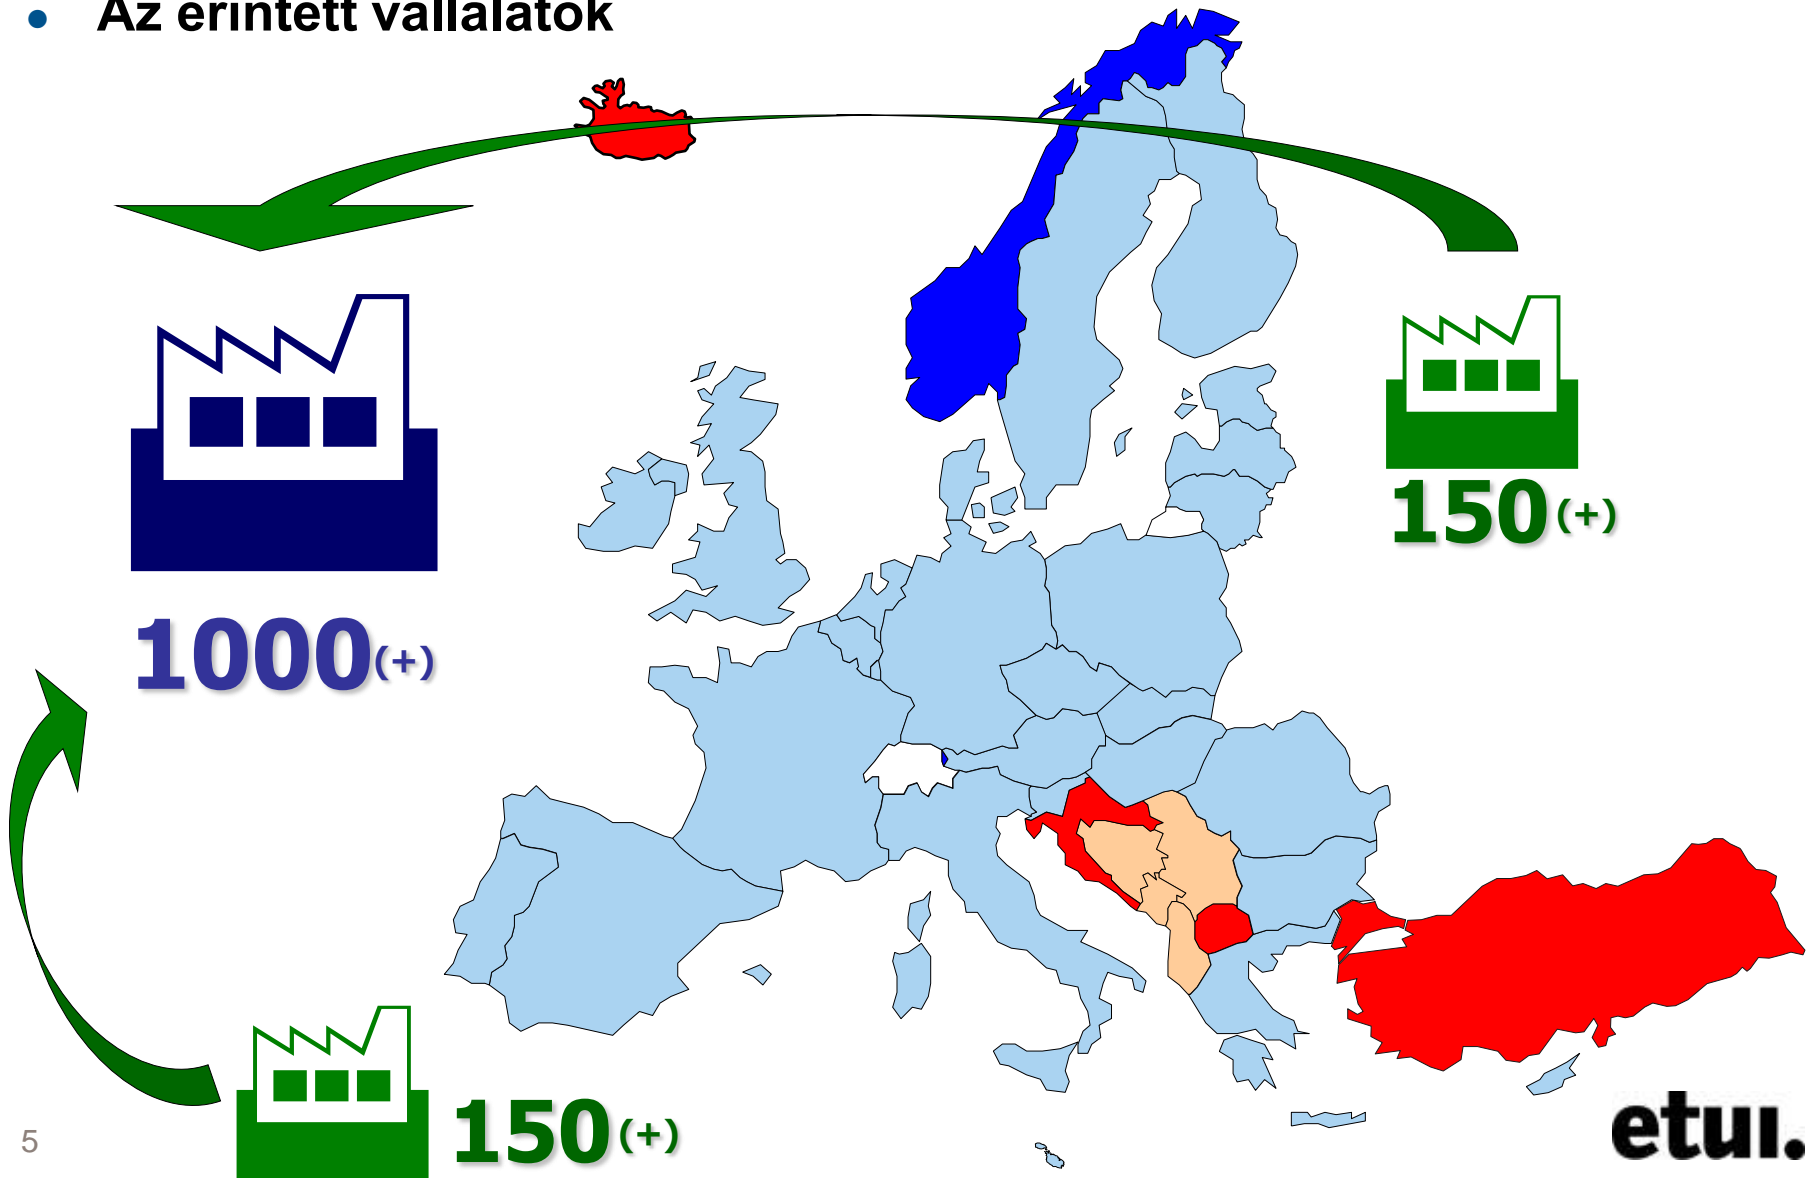 • Az érintett vállalatok
150 (+)
1000 (+)
150 (+)
5
etui.